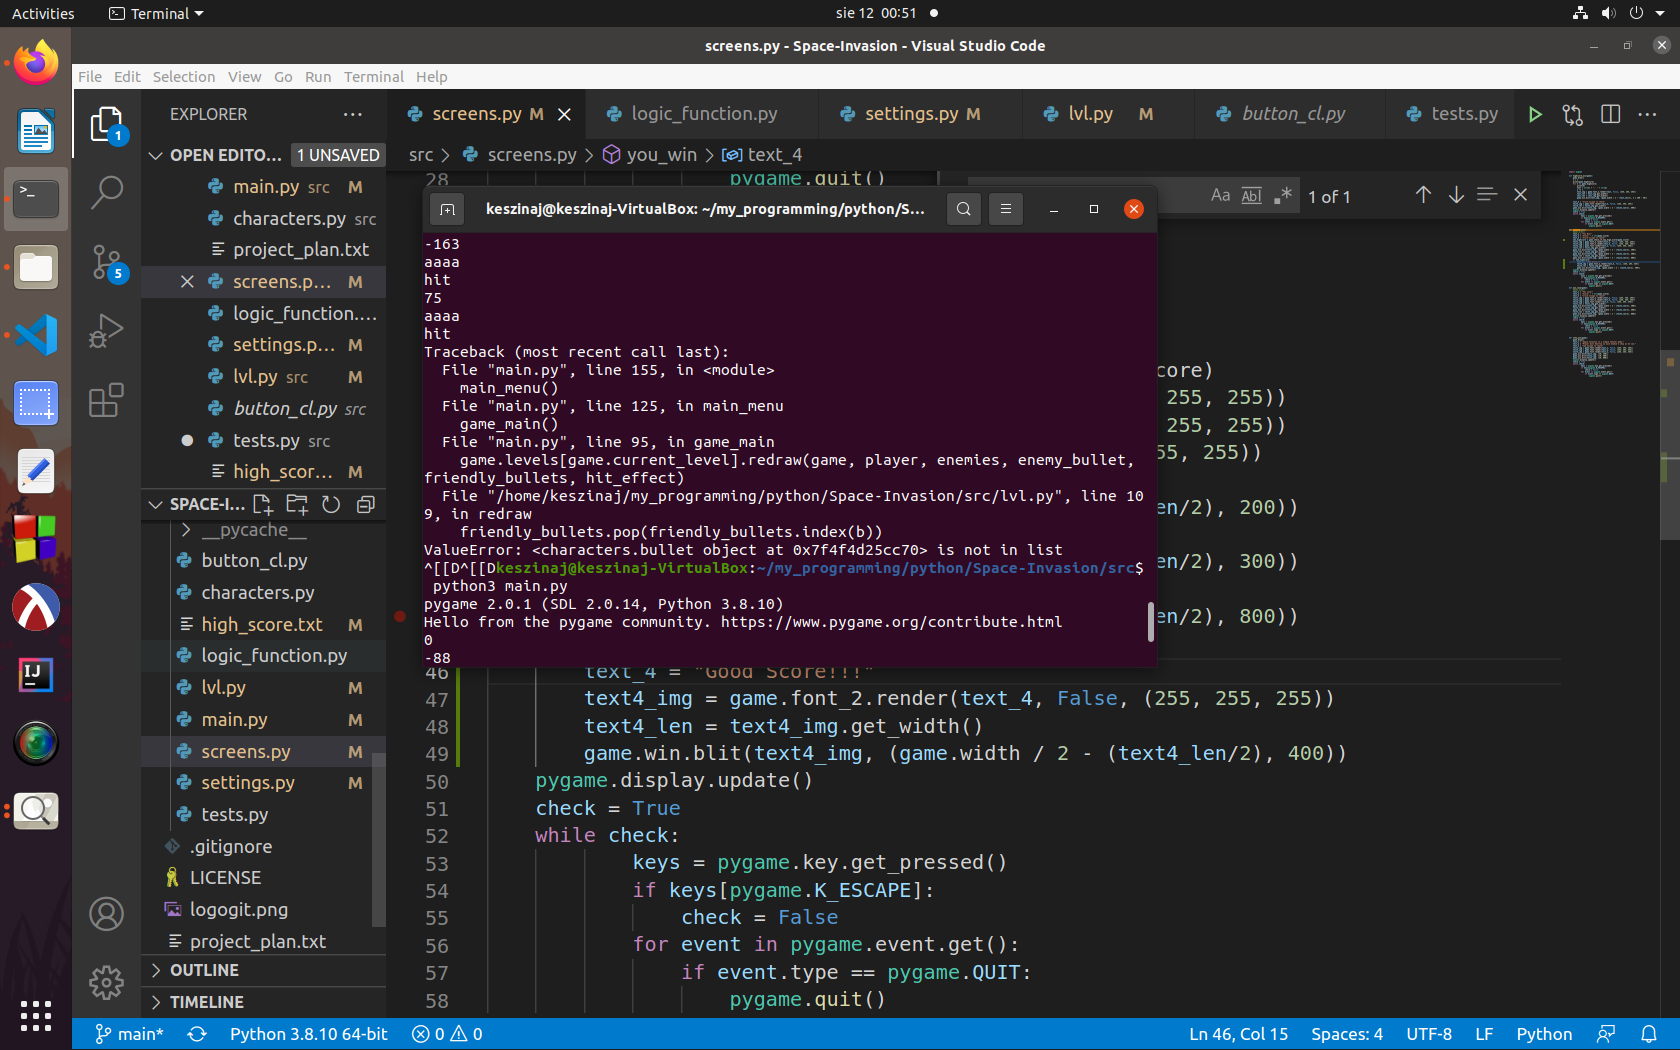 Activities
Terminal
sie 12 00:51
screens.py - Space-Invasion - Visual Studio Code
File Edit Selection View Go Run Terminal Help
EXPLORER
OPEN EDITO... 1 UNSAVED
main.py src M
characters.py src
project_plan.txt
screens.p... M
logic_function....
settings.p... M
lvl.py src M
button_cl.py src
tests.py src
high_scor... M
SPACE-I...
__pycache__
button_cl.py
characters.py
high_score.txt M
logic_function.py
lvl.py M
main.py M
screens.py M
settings.py M
tests.py
.gitignore
LICENSE
logogit.png
project_plan.txt
OUTLINE
TIMELINE
1
5
IJ
screens.py M logic_function.py settings.py M lvl.py M button_cl.py tests.py
src > screens.py > you_win > text_4
28 pygame.quit()
Aa Abl .* 1 of 1
keszinaj@keszinaj-VirtualBox: ~/my_programming/python/S...
-163
aaaa
hit
75
aaaa
hit
Traceback (most recent call last):
File "main.py", line 155, in <module>
main_menu()
File "main.py", line 125, in main_menu
game_main()
File "main.py", line 95, in game_main
game.levels[game.current_level].redraw(game, player, enemies, enemy_bullet,
friendly_bullets, hit_effect)
File "/home/keszinaj/my_programming/python/Space-Invasion/src/lvl.py", line 10
9, in redraw
friendly_bullets.pop(friendly_bullets.index(b))
ValueError: <characters.bullet object at 0x7f4f4d25cc70> is not in list
^[[D^[[Dkeszinaj@keszinaj-VirtualBox:~/my_programming/python/Space-Invasion/src$
python3 main.py
pygame 2.0.1 (SDL 2.0.14, Python 3.8.10)
Hello from the pygame community. https://www.pygame.org/contribute.html
0
-88
core)
255, 255))
255, 255))
55, 255))
en/2), 200))
en/2), 300))
en/2), 800))
46 text_4 = "Good Score!!!"
47 text4_img = game.font_2.render(text_4, False, (255, 255, 255))
48 text4_len = text4_img.get_width()
49 game.win.blit(text4_img, (game.width / 2 - (text4_len/2), 400))
50 pygame.display.update()
51 check = True
52 while check:
53 keys = pygame.key.get_pressed()
54 if keys[pygame.K_ESCAPE]:
55 check = False
56 for event in pygame.event.get():
57 if event.type == pygame.QUIT:
58 pygame.quit()
main* Python 3.8.10 64-bit 0 0 Ln 46, Col 15 Spaces: 4 UTF-8 LF Python